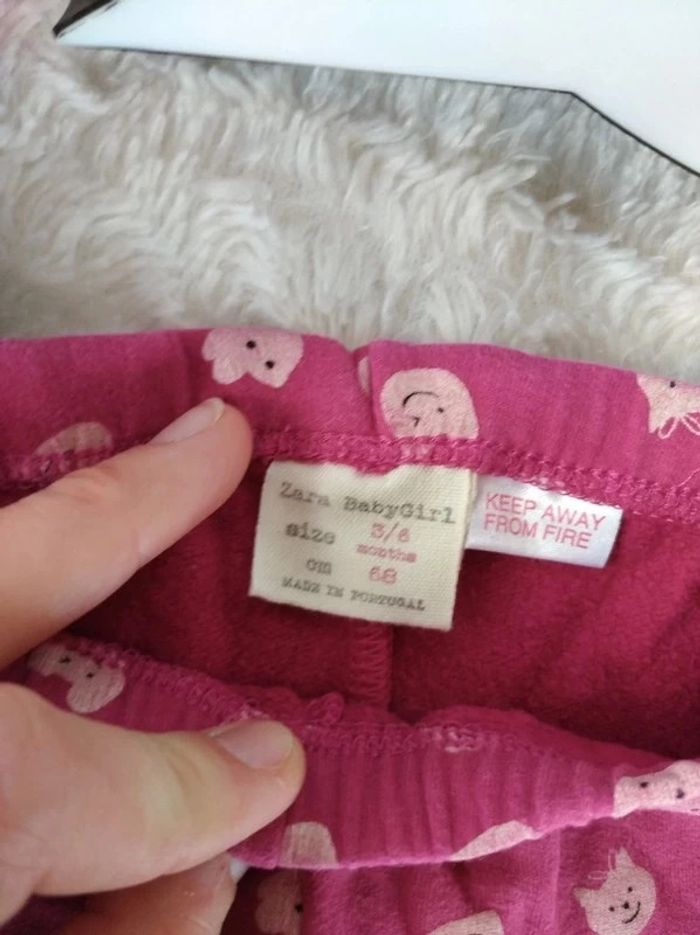 Zara BabyGirl
size 3/6
months
cm 68
MADE IN PORTUGAL
KEEP AWAY
FROM FIRE